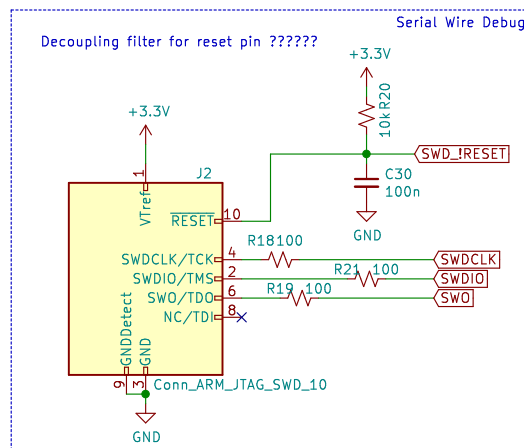 Serial Wire Debug
Decoupling filter for reset pin ??????
+3.3V
10k
R20
+3.3V
SWD_!RESET
J2
C30
100n
1
VTref
RESET
10
GND
R18
100
SWDCLK/TCK
4
SWDCLK
SWDIO/TMS
2
R21
100
SWDIO
SWO/TDO
6
R19
100
SWO
NC/TDI
8
GNDDetect
GND
9
3
Conn_ARM_JTAG_SWD_10
GND